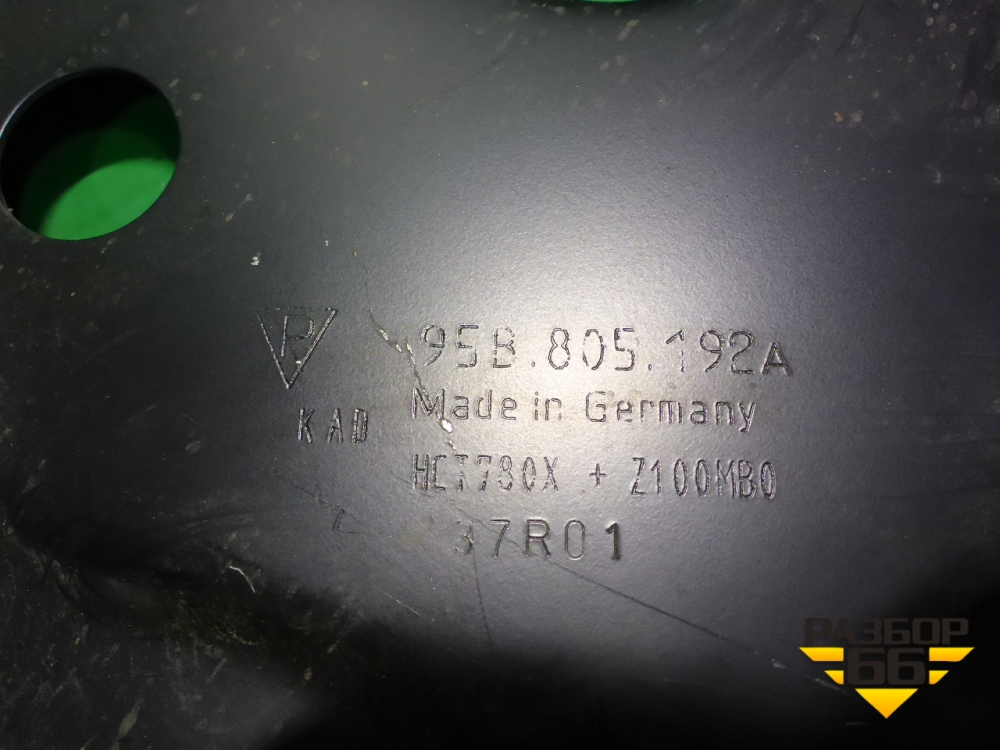 P
95B.805.192A
KAD
Made in Germany
HCT780X + Z100MB0
37R01
РАЗБОР
66